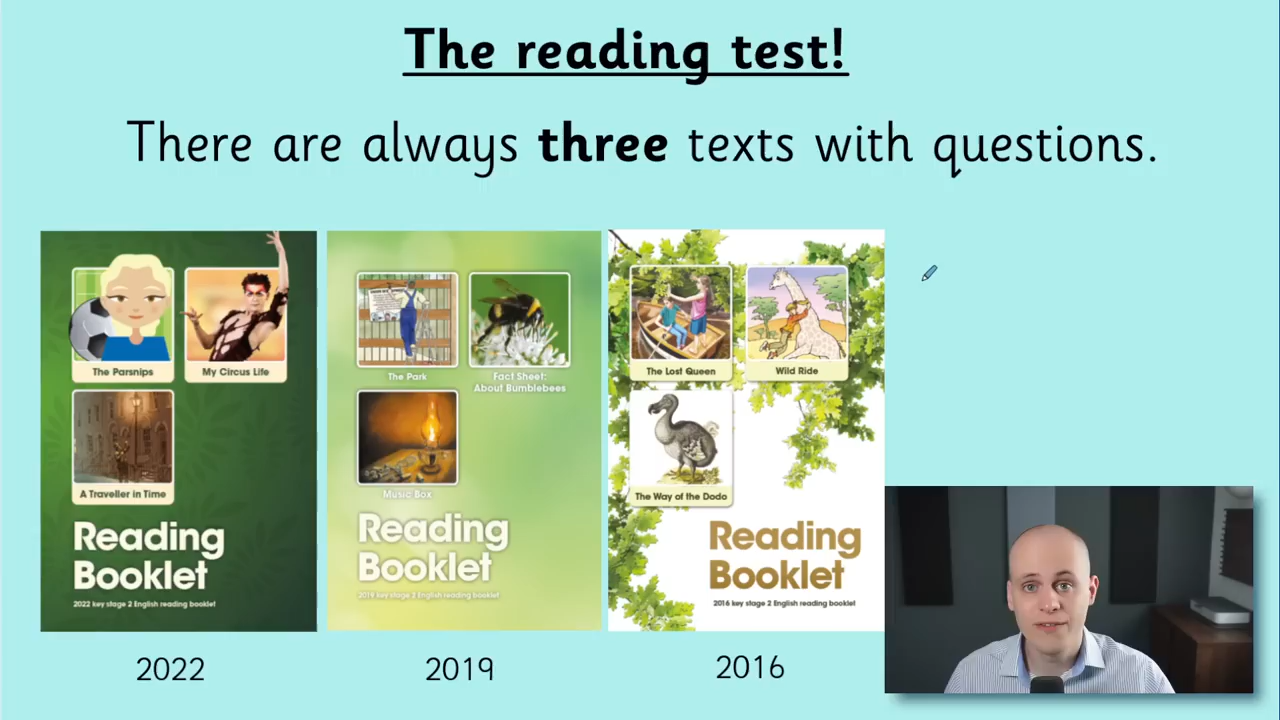 The reading test!
There are always three texts with questions.
The Parsnips
My Circus Life
A Traveller in Time
Reading
Booklet
2022 key stage 2 English reading booklet
2022
The Park
Fact Sheet:
About Bumblebees
Music Box
Reading
Booklet
2019 key stage 2 English reading booklet
2019
The Lost Queen
Wild Ride
The Way of the Dodo
Reading
Booklet
2016 key stage 2 English reading booklet
2016